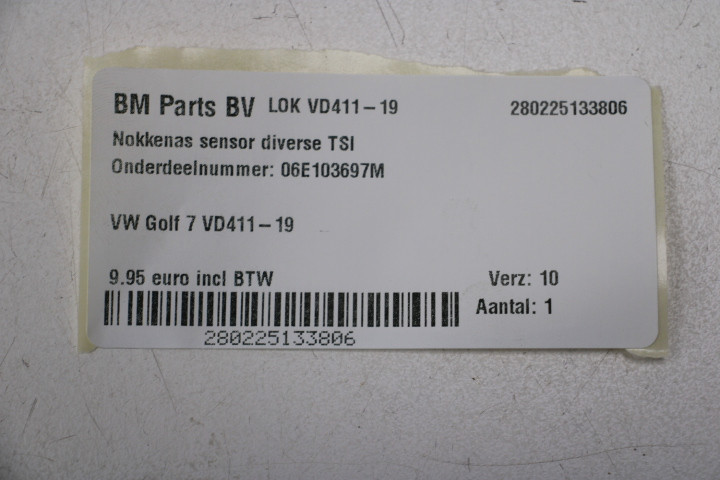 BM Parts BV LOK VD411-19 280225133806
Nokkenas sensor diverse TSI
Onderdeelnummer: 06E103697M
VW Golf 7 VD411-19
9.95 euro incl BTW Verz: 10
Aantal: 1
280225133806